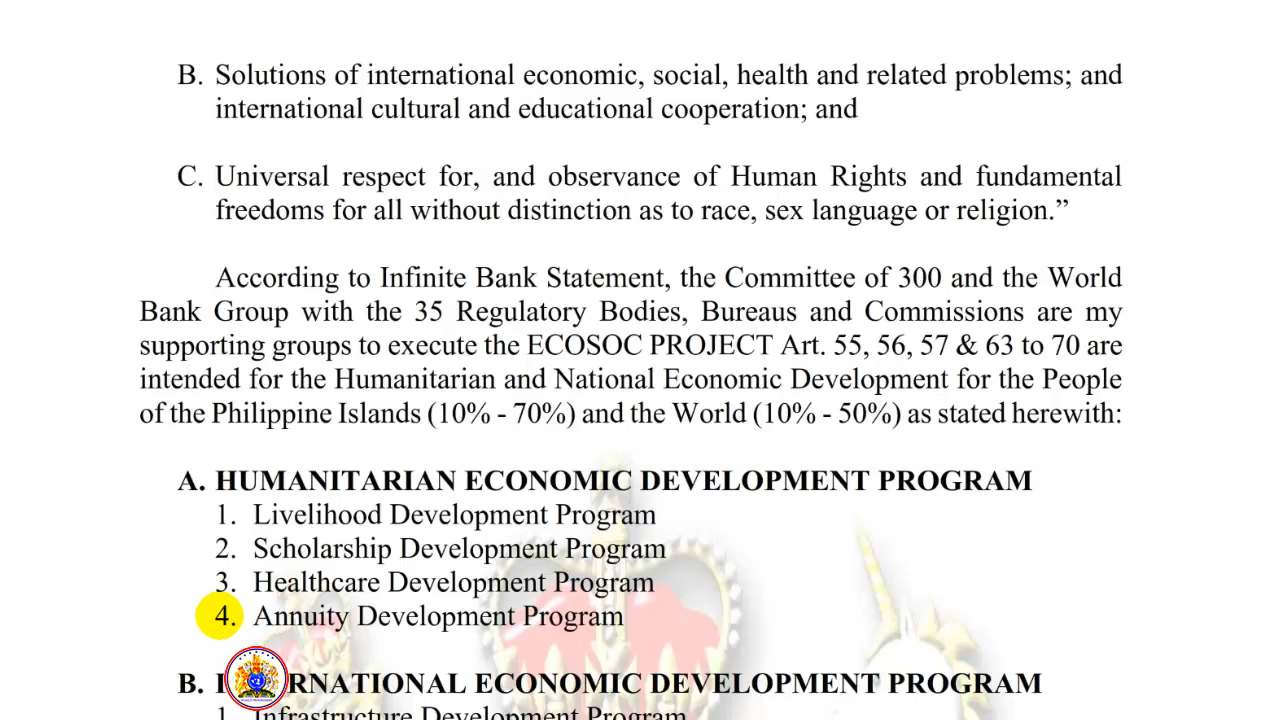 B. Solutions of international economic, social, health and related problems; and
international cultural and educational cooperation; and
C. Universal respect for, and observance of Human Rights and fundamental
freedoms for all without distinction as to race, sex language or religion.”
According to Infinite Bank Statement, the Committee of 300 and the World
Bank Group with the 35 Regulatory Bodies, Bureaus and Commissions are my
supporting groups to execute the ECOSOC PROJECT Art. 55, 56, 57 & 63 to 70 are
intended for the Humanitarian and National Economic Development for the People
of the Philippine Islands (10% - 70%) and the World (10% - 50%) as stated herewith:
A. HUMANITARIAN ECONOMIC DEVELOPMENT PROGRAM
1. Livelihood Development Program
2. Scholarship Development Program
3. Healthcare Development Program
4. Annuity Development Program
B. I RNATIONAL ECONOMIC DEVELOPMENT PROGRAM
1. Infrastructure Development Program